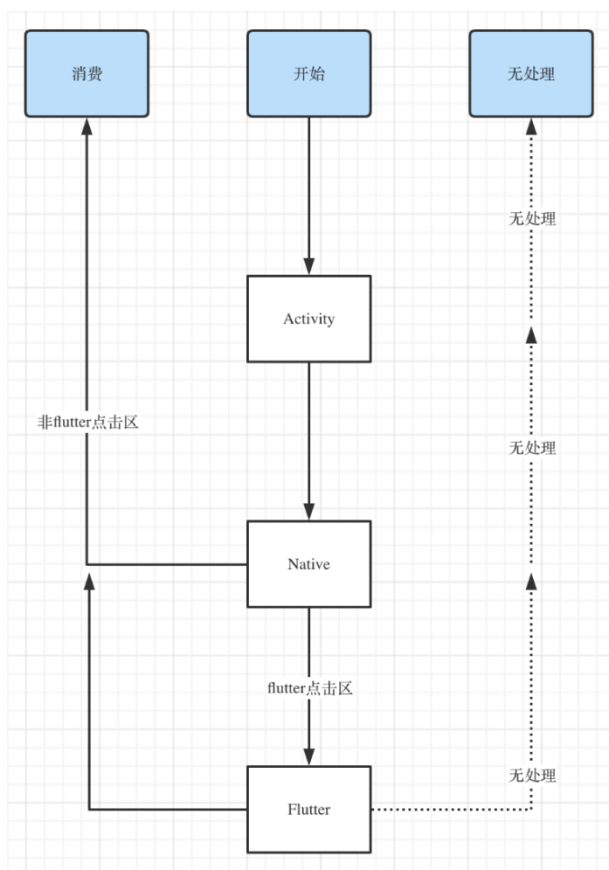 消费
开始
无处理
无处理
Activity
非flutter点击区
无处理
Native
flutter点击区
无处理
Flutter